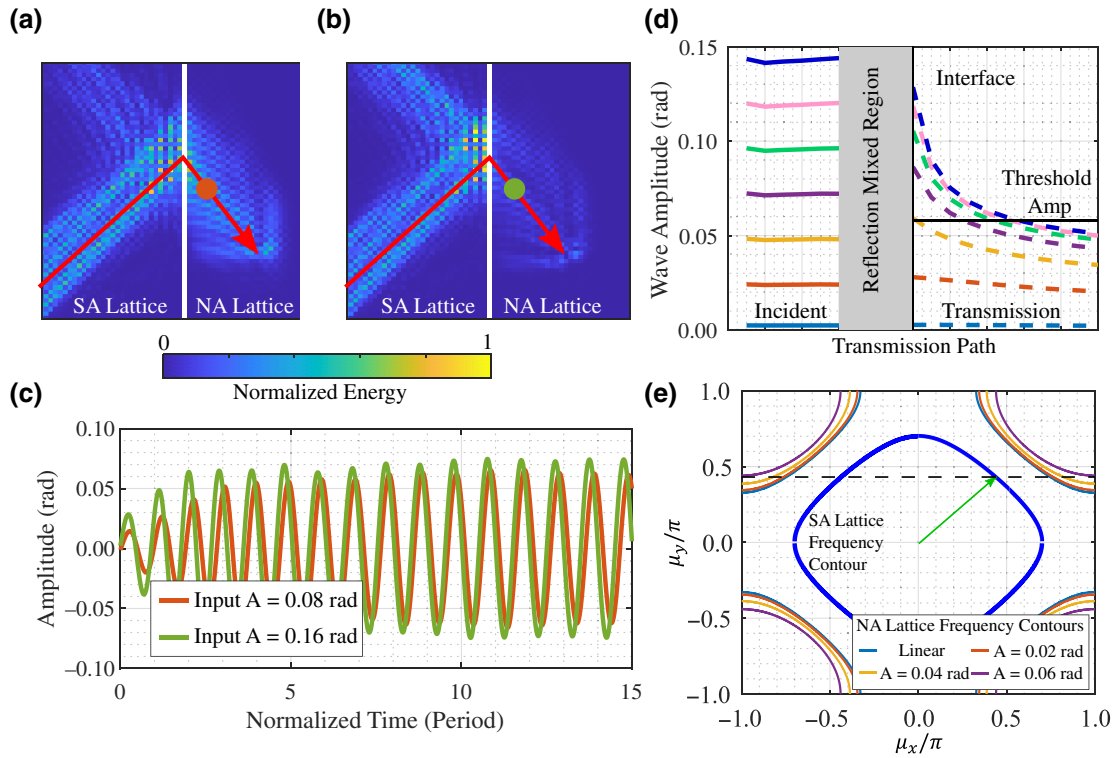 (a)
(b)
SA Lattice
NA Lattice
SA Lattice
NA Lattice
0
1
Normalized Energy
(c)
0.10
0.05
0.00
−0.05
−0.10
Amplitude (rad)
Input A = 0.08 rad
Input A = 0.16 rad
0
5
10
15
Normalized Time (Period)
(d)
0.15
0.10
0.05
0.00
Wave Amplitude (rad)
Reflection Mixed Region
Interface
Threshold
Amp
Incident
Transmission
Transmission Path
(e)
1.0
0.5
0.0
−0.5
−1.0
μy/π
SA Lattice
Frequency
Contour
NA Lattice Frequency Contours
Linear
A = 0.02 rad
A = 0.04 rad
A = 0.06 rad
−1.0
−0.5
0.0
0.5
1.0
μx/π